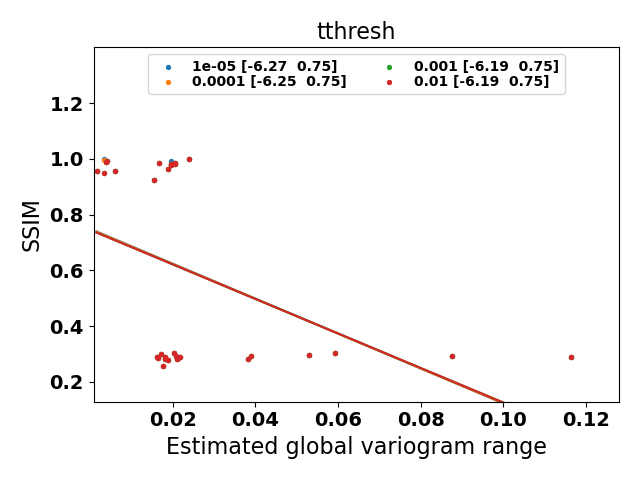 tthresh
1e-05 [-6.27  0.75]
0.0001 [-6.25  0.75]
0.001 [-6.19  0.75]
0.01 [-6.19  0.75]
SSIM
1.2
1.0
0.8
0.6
0.4
0.2
0.02 0.04 0.06 0.08 0.10 0.12
Estimated global variogram range